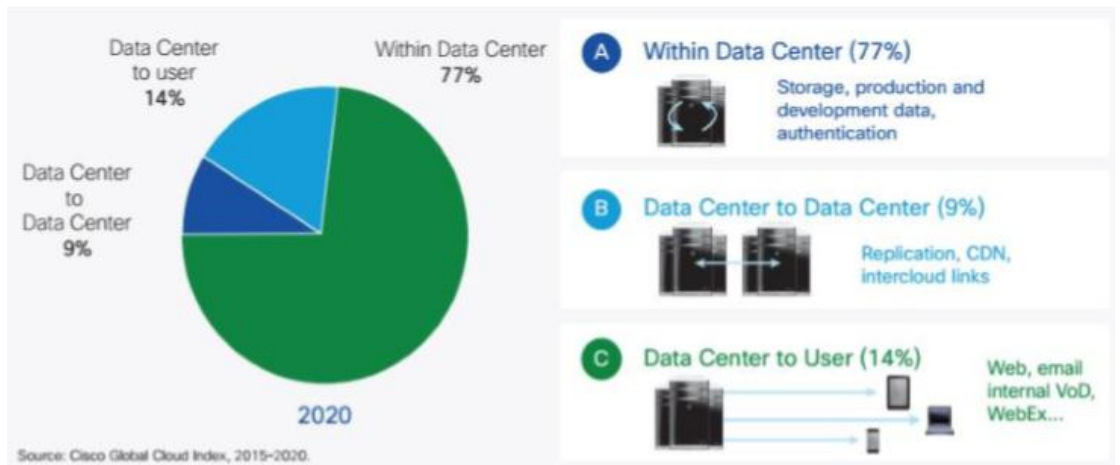 Data Center
to user
14%
Within Data Center
77%
Data Center
to
Data Center
9%
2020
Source: Cisco Global Cloud Index, 2015–2020.
A Within Data Center (77%)
Storage, production and
development data,
authentication
B Data Center to Data Center (9%)
Replication, CDN,
intercloud links
C Data Center to User (14%)
Web, email
internal VoD,
WebEx...